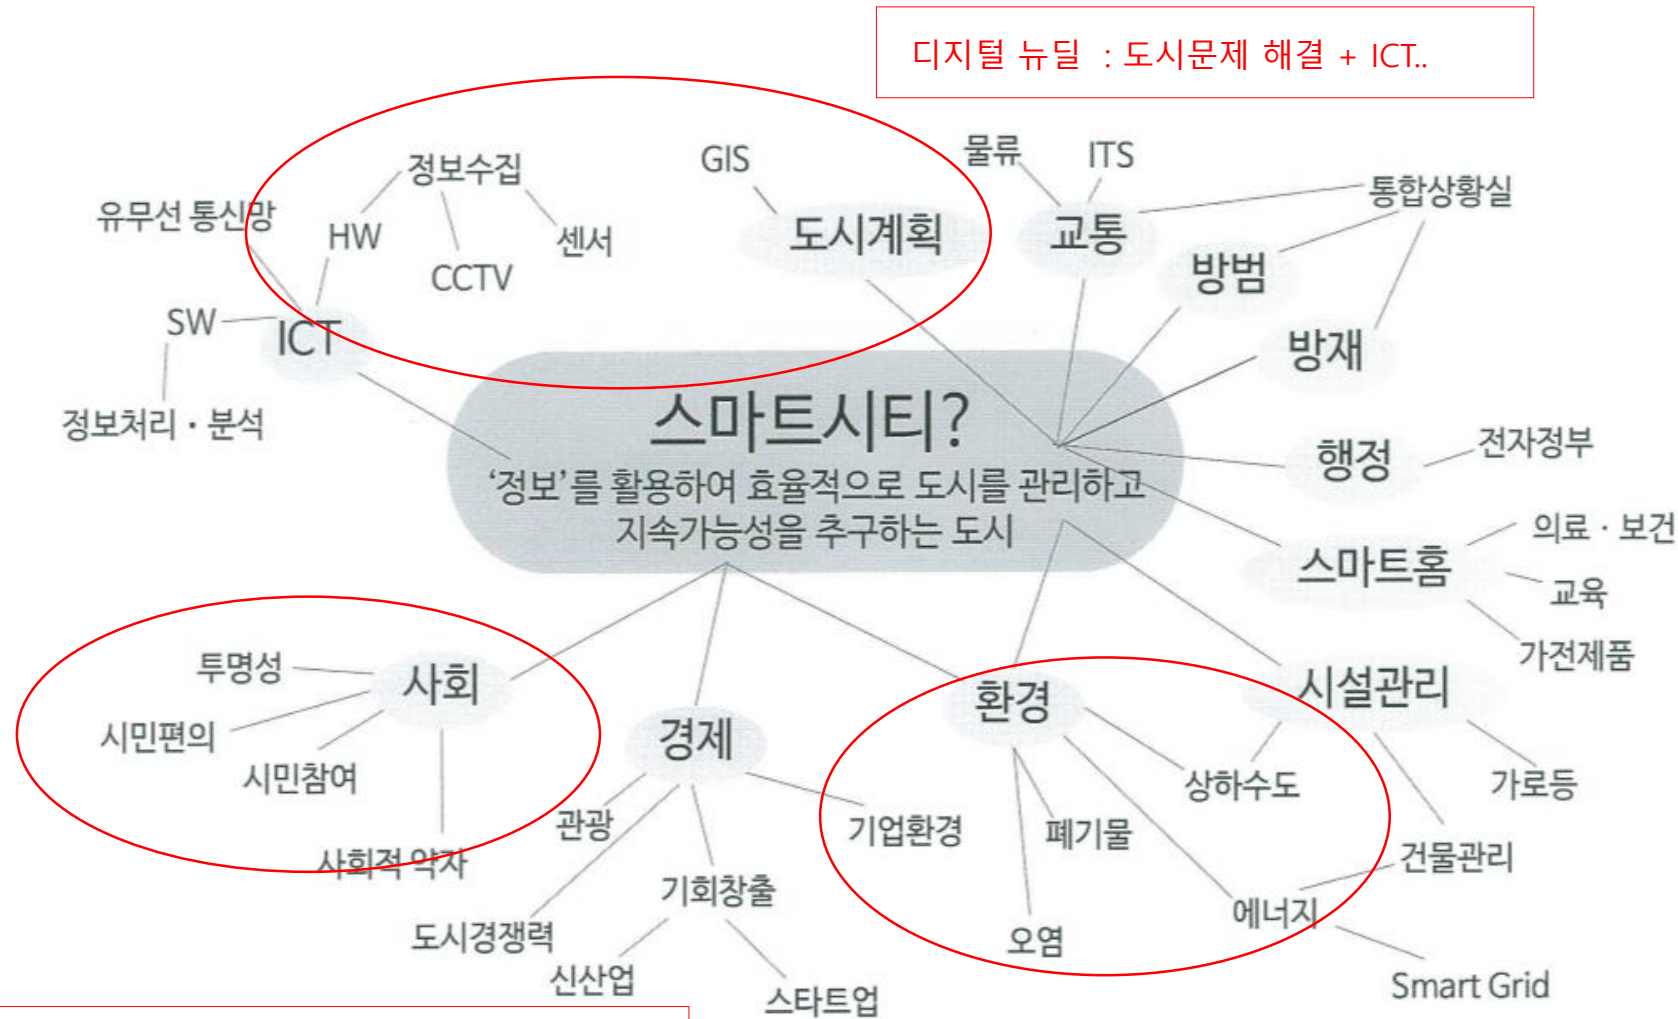 디지털 뉴딜 : 도시문제 해결 + ICT..
물류
ITS
정보수집
GIS
통합상황실
유무선 통신망
HW
센서
도시계획
교통
CCTV
방범
SW
ICT
방재
정보처리 · 분석
스마트시티?
행정
전자정부
'정보'를 활용하여 효율적으로 도시를 관리하고
지속가능성을 추구하는 도시
의료 · 보건
스마트홈
교육
가전제품
투명성
사회
환경
시설관리
시민편의
경제
시민참여
상하수도
가로등
관광
기업환경
폐기물
사회적 약자
건물관리
기회창출
에너지
도시경쟁력
오염
신산업
스타트업
Smart Grid